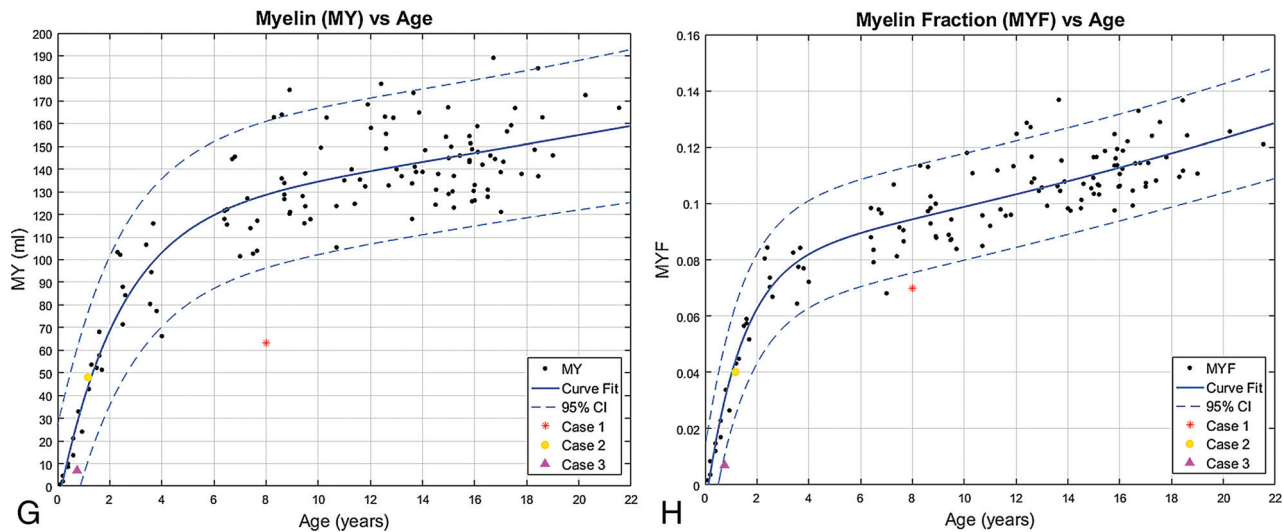 Myelin (MY) vs Age
200
190
180
170
160
150
140
130
120
110
100
90
80
70
60
50
40
30
20
10
0
MY (ml)
0 2 4 6 8 10 12 14 16 18 20 22
Age (years)
MY
Curve Fit
95% CI
Case 1
Case 2
Case 3
G
Myelin Fraction (MYF) vs Age
0.16
0.14
0.12
0.1
0.08
0.06
0.04
0.02
0
MYF
0 2 4 6 8 10 12 14 16 18 20 22
Age (years)
MYF
Curve Fit
95% CI
Case 1
Case 2
Case 3
H